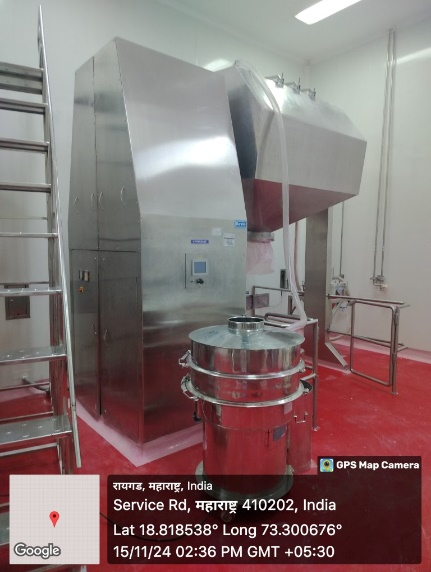 GPS Map Camera
रायगड, महाराष्ट्र, India
Service Rd, महाराष्ट्र 410202, India
Lat 18.818538° Long 73.300676°
15/11/24 02:36 PM GMT +05:30
Google